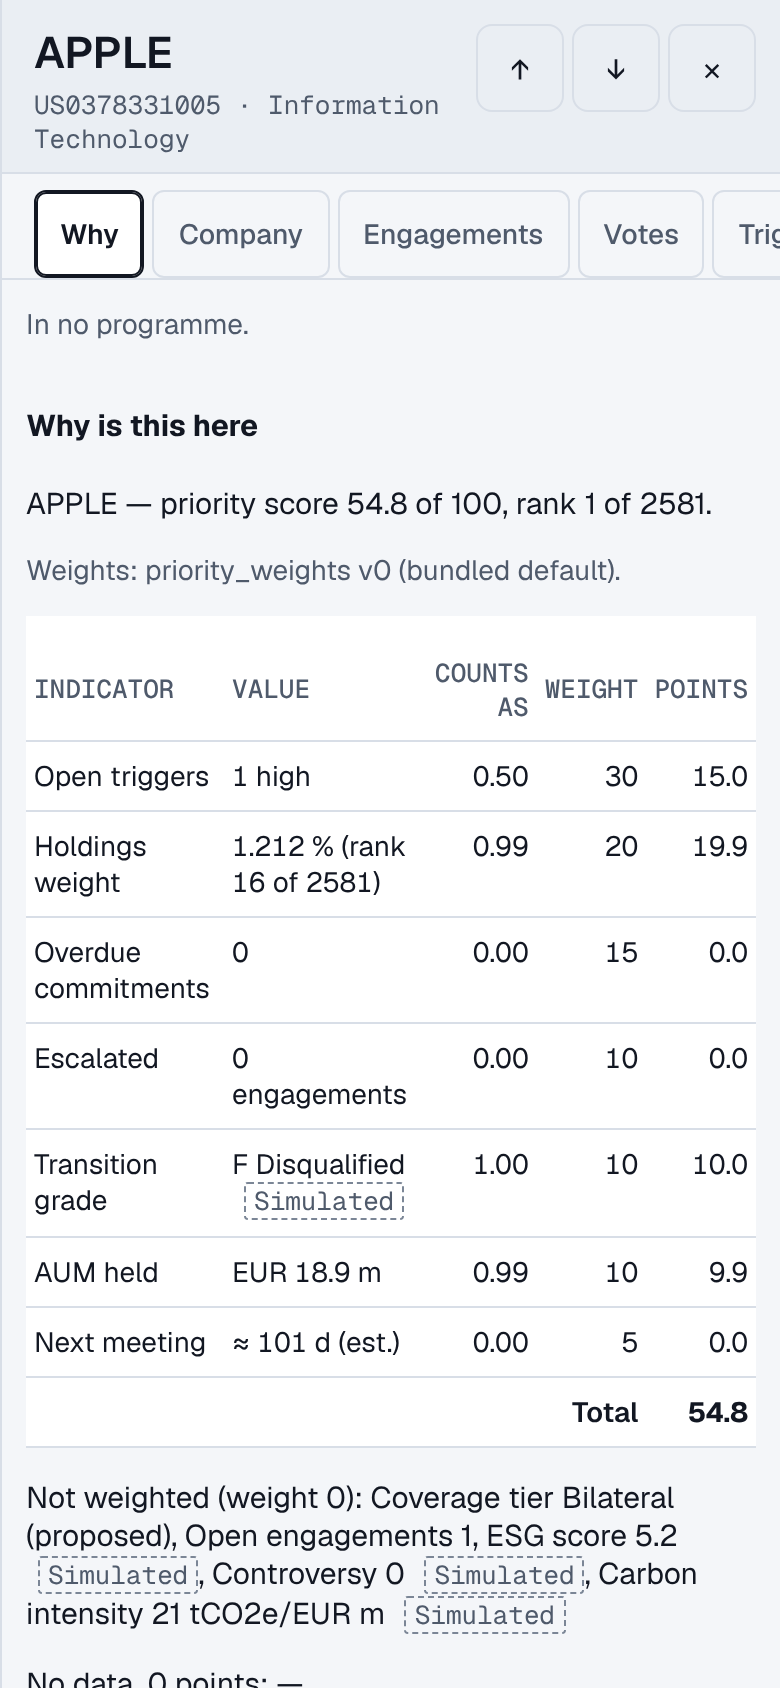 APPLE
↑ ↓ ×
US0378331005 · Information
Technology
Why Company Engagements Votes Trig
In no programme.
Why is this here
APPLE — priority score 54.8 of 100, rank 1 of 2581.
Weights: priority_weights v0 (bundled default).
INDICATOR VALUE COUNTS AS WEIGHT POINTS
Open triggers 1 high 0.50 30 15.0
Holdings weight 1.212 % (rank 16 of 2581) 0.99 20 19.9
Overdue commitments 0 0.00 15 0.0
Escalated 0 engagements 0.00 10 0.0
Transition grade F Disqualified Simulated 1.00 10 10.0
AUM held EUR 18.9 m 0.99 10 9.9
Next meeting ≈ 101 d (est.) 0.00 5 0.0
Total 54.8
Not weighted (weight 0): Coverage tier Bilateral
(proposed), Open engagements 1, ESG score 5.2
Simulated, Controversy 0 Simulated, Carbon
intensity 21 tCO2e/EUR m Simulated
No data, 0 points: —